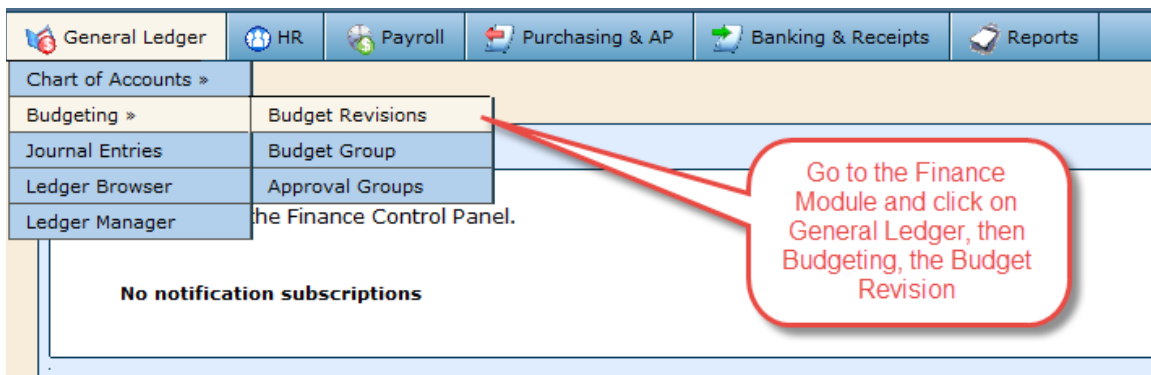 General Ledger HR Payroll Purchasing & AP Banking & Receipts Reports
Chart of Accounts »
Budgeting » Budget Revisions
Journal Entries Budget Group
Ledger Browser Approval Groups
Ledger Manager the Finance Control Panel.
No notification subscriptions
Go to the Finance
Module and click on
General Ledger, then
Budgeting, the Budget
Revision